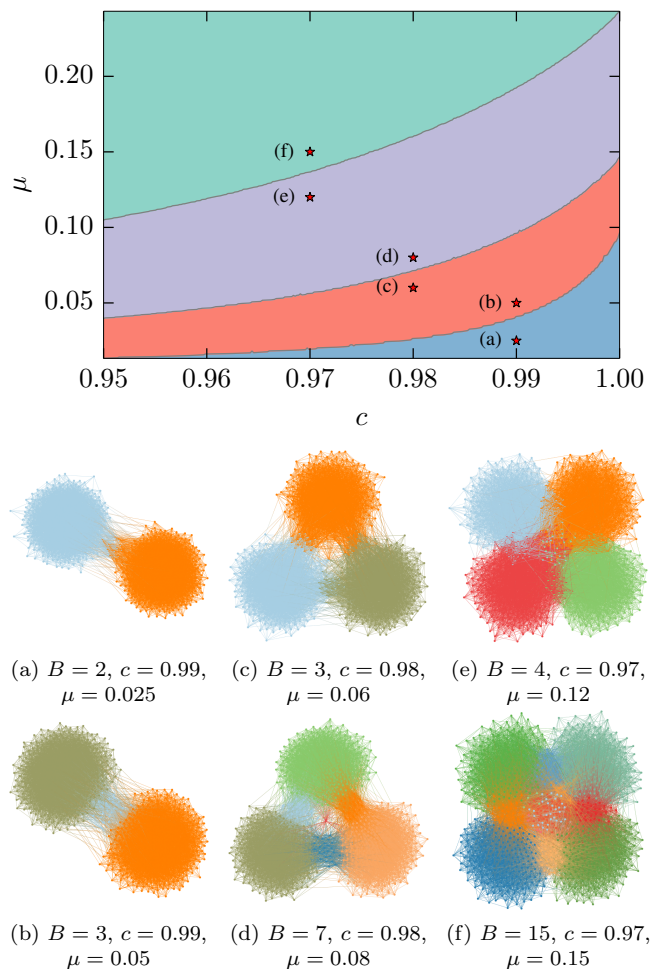 0.20
0.15
0.10
0.05
μ
(f)
(e)
(d)
(c)
(b)
(a)
0.95 0.96 0.97 0.98 0.99 1.00
c
(a) B = 2, c = 0.99,
μ = 0.025
(c) B = 3, c = 0.98,
μ = 0.06
(e) B = 4, c = 0.97,
μ = 0.12
(b) B = 3, c = 0.99,
μ = 0.05
(d) B = 7, c = 0.98,
μ = 0.08
(f) B = 15, c = 0.97,
μ = 0.15